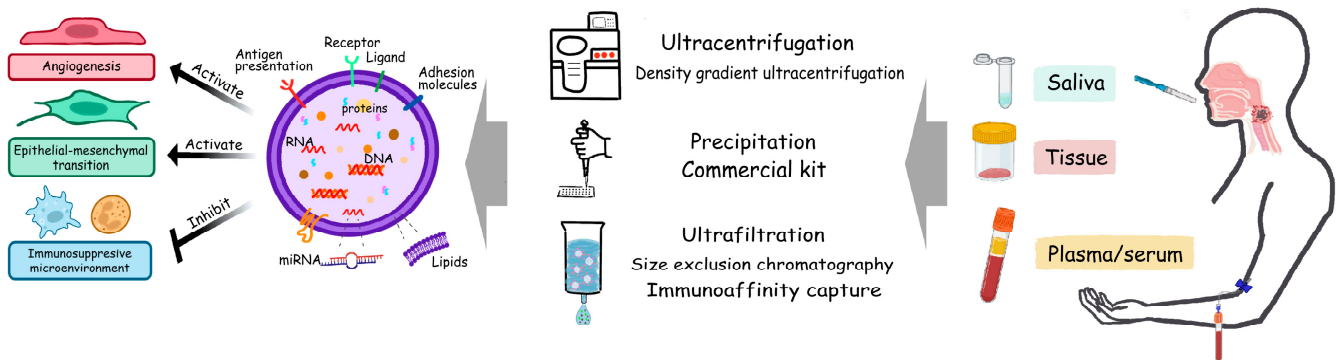 Angiogenesis
Epithelial-mesenchymal
transition
Immunosuppresive
microenvironment
Activate
Activate
Inhibit
Antigen
presentation
Receptor
Ligand
Adhesion
molecules
proteins
RNA
DNA
miRNA
Lipids
Ultracentrifugation
Density gradient ultracentrifugation
Precipitation
Commercial kit
Ultrafiltration
Size exclusion chromatography
Immunoaffinity capture
Saliva
Tissue
Plasma/serum